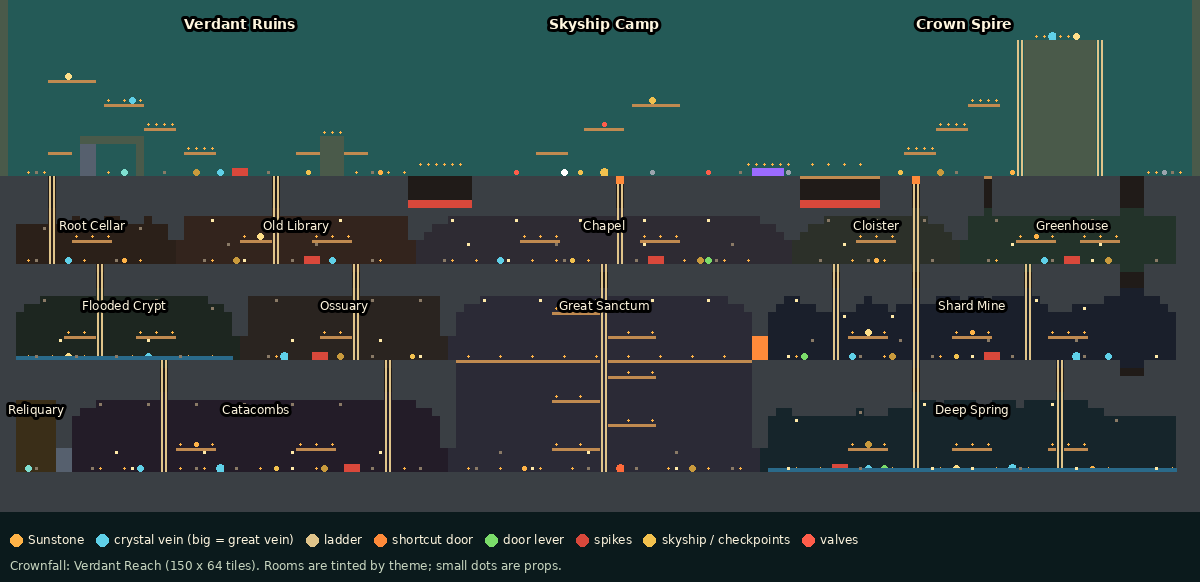 Verdant Ruins
Skyship Camp
Crown Spire
Root Cellar
Old Library
Chapel
Cloister
Greenhouse
Flooded Crypt
Ossuary
Great Sanctum
Shard Mine
Reliquary
Catacombs
Deep Spring
Sunstone
crystal vein (big = great vein)
ladder
shortcut door
door lever
spikes
skyship / checkpoints
valves
Crownfall: Verdant Reach (150 x 64 tiles). Rooms are tinted by theme; small dots are props.